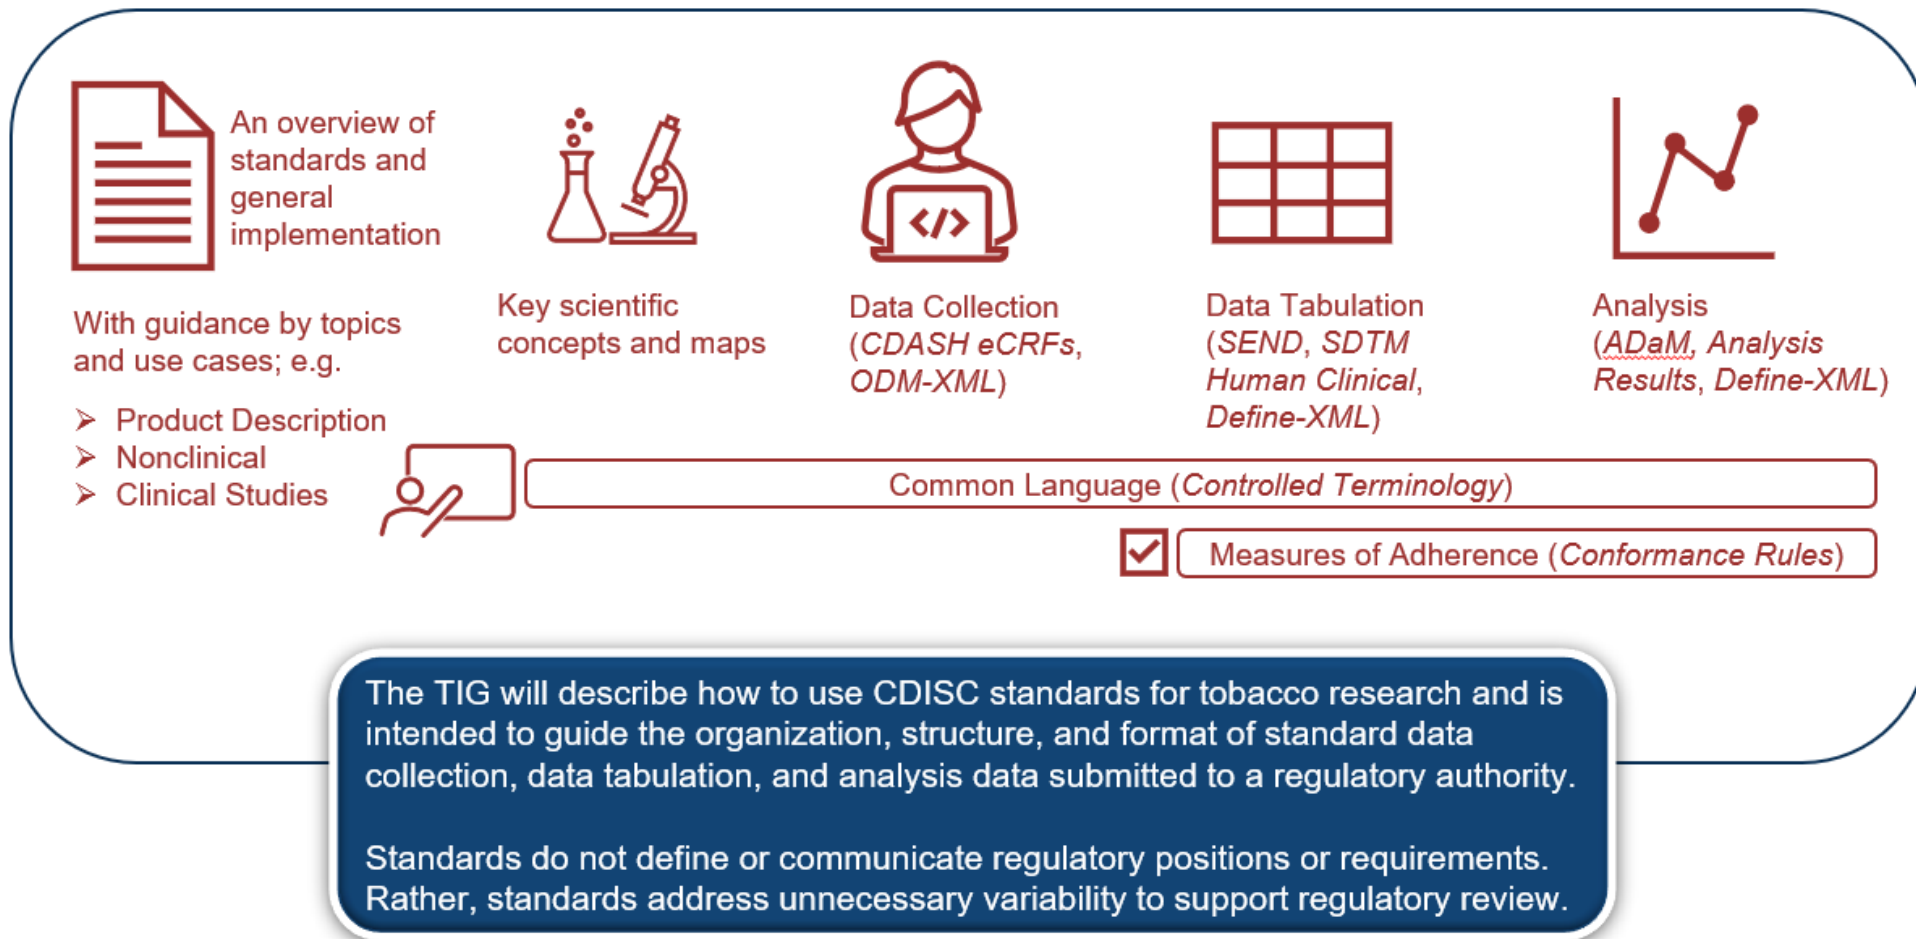 An overview of
standards and
general
implementation
With guidance by topics
and use cases; e.g.
➢ Product Description
➢ Nonclinical
➢ Clinical Studies
Key scientific
concepts and maps
</>
Data Collection
(CDASH eCRFs,
ODM-XML)
Data Tabulation
(SEND, SDTM
Human Clinical,
Define-XML)
Analysis
(ADaM, Analysis
Results, Define-XML)
Common Language (Controlled Terminology)
Measures of Adherence (Conformance Rules)
The TIG will describe how to use CDISC standards for tobacco research and is
intended to guide the organization, structure, and format of standard data
collection, data tabulation, and analysis data submitted to a regulatory authority.
Standards do not define or communicate regulatory positions or requirements.
Rather, standards address unnecessary variability to support regulatory review.